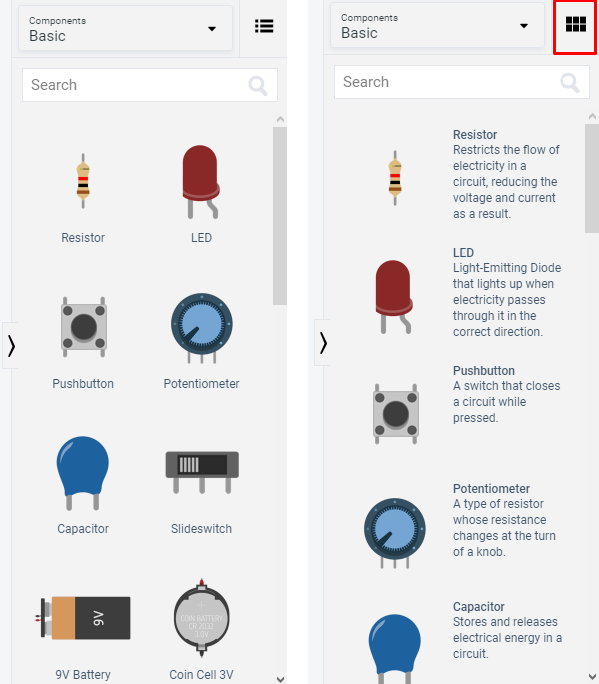 Components
Basic
Search
Resistor
LED
Pushbutton
Potentiometer
Capacitor
Slideswitch
9V
COIN BATTERY
CR 2032
3.0V
9V Battery
Coin Cell 3V
Components
Basic
Search
Resistor
Restricts the flow of
electricity in a
circuit, reducing the
voltage and current
as a result.
LED
Light-Emitting Diode
that lights up when
electricity passes
through it in the
correct direction.
Pushbutton
A switch that closes
a circuit while
pressed.
Potentiometer
A type of resistor
whose resistance
changes at the turn
of a knob.
Capacitor
Stores and releases
electrical energy in a
circuit.